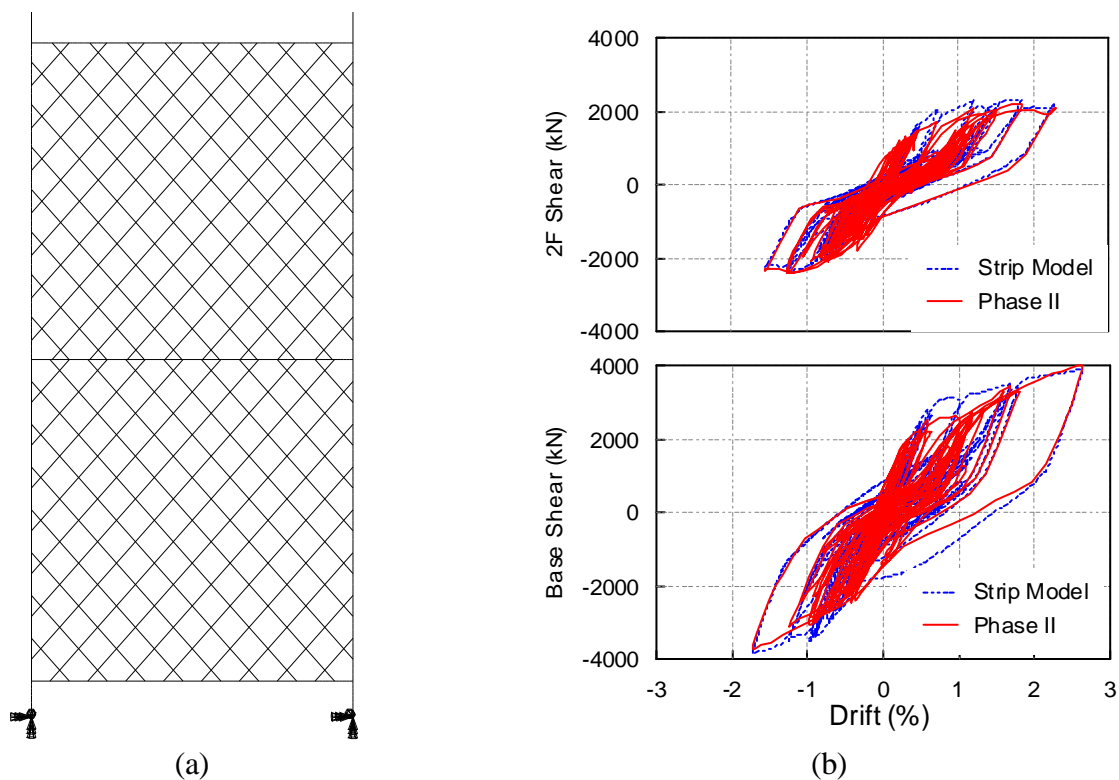 4000
2000
0
-2000
-4000
2F Shear (kN)
Strip Model
Phase II
4000
2000
0
-2000
-4000
Base Shear (kN)
Strip Model
Phase II
-3 -2 -1 0 1 2 3
Drift (%)
(a) (b)